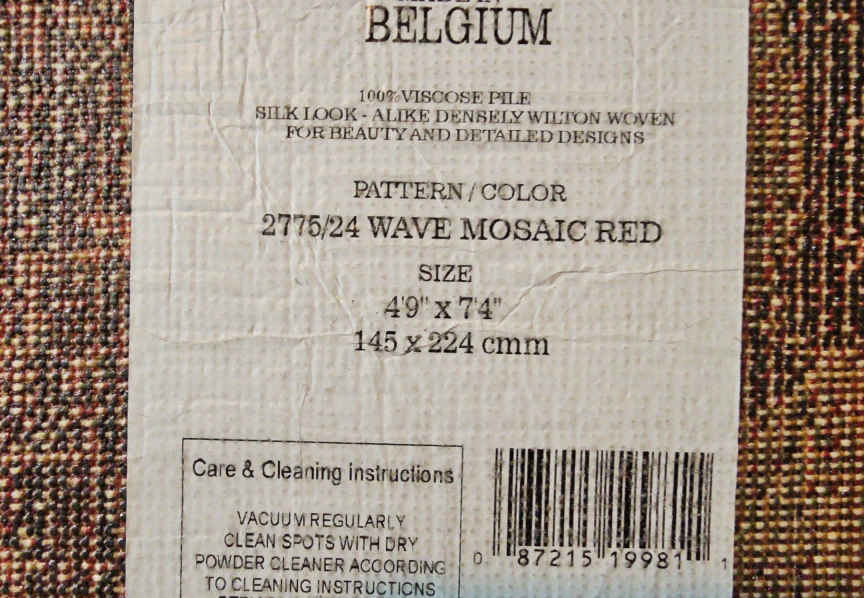 BELGIUM
100% VISCOSE PILE
SILK LOOK - ALIKE DENSELY WILTON WOVEN
FOR BEAUTY AND DETAILED DESIGNS
PATTERN / COLOR
2775/24 WAVE MOSAIC RED
SIZE
4'9" x 7'4"
145 x 224 cmm
Care & Cleaning instructions
VACUUM REGULARLY
CLEAN SPOTS WITH DRY
POWDER CLEANER ACCORDING
TO CLEANING INSTRUCTIONS
0 87215 19981 1